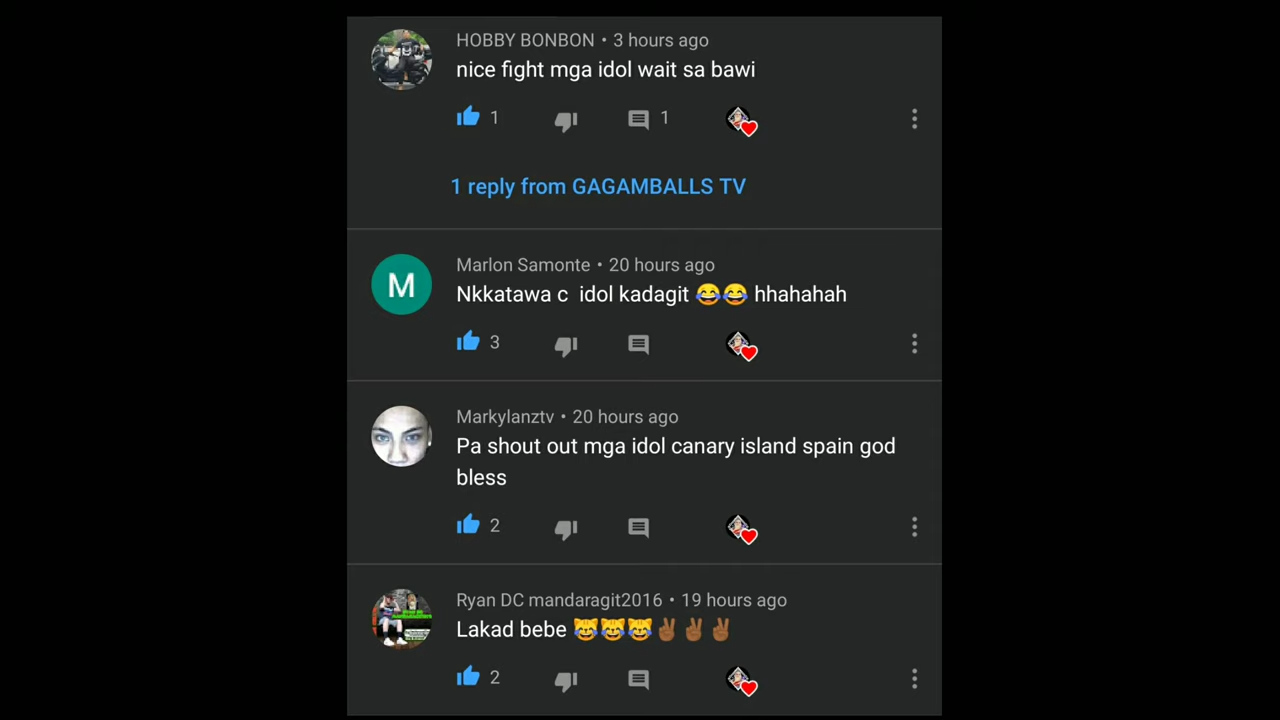 HOBBY BONBON • 3 hours ago
nice fight mga idol wait sa bawi
1 1
1 reply from GAGAMBALLS TV
M
Marlon Samonte • 20 hours ago
Nkkatawa c idol kadagit 😂😂 hhahahah
3
Markylanztv • 20 hours ago
Pa shout out mga idol canary island spain god
bless
2
Ryan DC mandaragit2016 • 19 hours ago
Lakad bebe 😹😹😹✌🏾✌🏾✌🏾
2